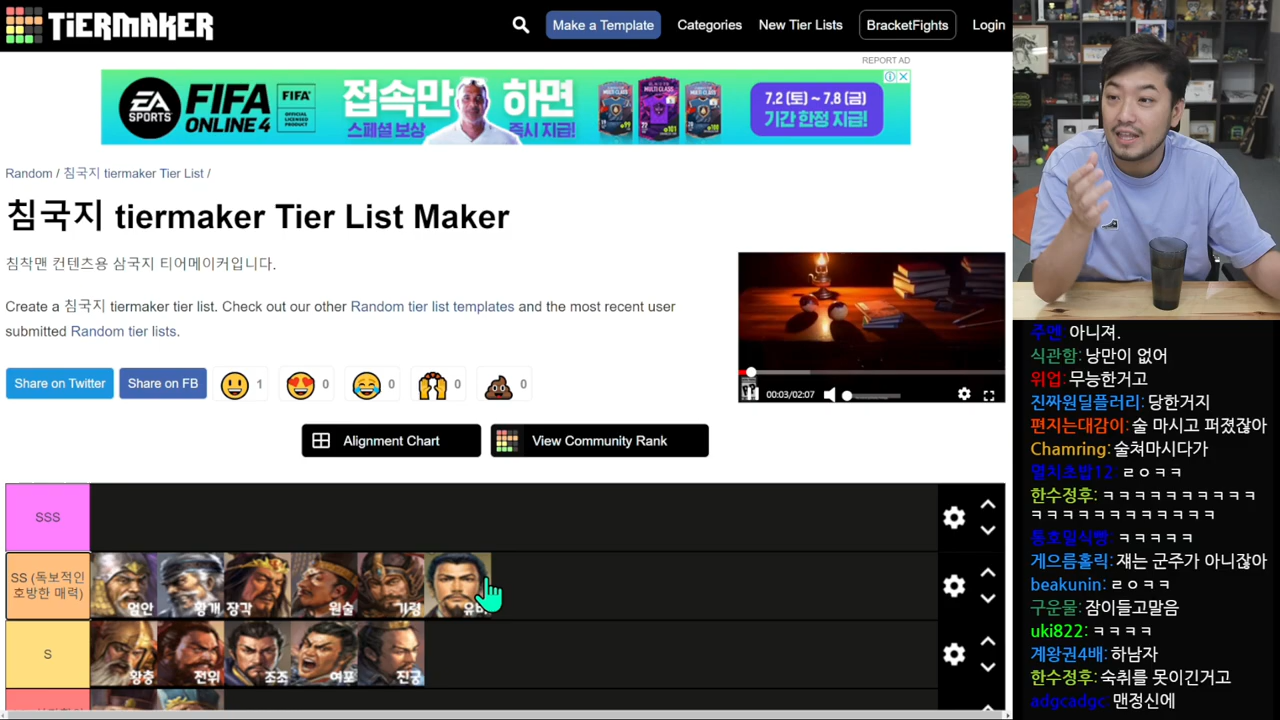 TiERMAKER
Make a Template
Categories
New Tier Lists
BracketFights
Login
REPORT AD
EA SPORTS
FIFA ONLINE 4
FIFA
OFFICIAL LICENSED PRODUCT
접속만 하면
스페셜 보상 즉시 지급!
7.2 (토) ~ 7.8 (금)
기간 한정 지급!
Random / 침국지 tiermaker Tier List /
침국지 tiermaker Tier List Maker
침착맨 컨텐츠용 삼국지 티어메이커입니다.
Create a 침국지 tiermaker tier list. Check out our other Random tier list templates and the most recent user
submitted Random tier lists.
Share on Twitter
Share on FB
1
0
0
0
0
00:03/02:07
Alignment Chart
View Community Rank
SSS
SS (독보적인
호방한 매력)
엄안
황개
장각
원술
기령
S
왕충
전위
조조
여포
진궁
주멘: 아니져.
식관함: 낭만이 없어
위업: 무능한거고
진짜원딜플러리: 당한거지
편지는대감이: 술 마시고 퍼졌잖아
Chamring: 술쳐마시다가
멸치초밥12: ㄹㅇㅋㅋ
한수정후: ㅋㅋㅋㅋㅋㅋㅋㅋㅋㅋ
ㅋㅋㅋㅋㅋㅋㅋㅋㅋㅋㅋㅋ
통호밀식빵: ㅋㅋㅋㅋㅋ
게으름홀릭: 쟤는 군주가 아니잖아
beakunin: ㄹㅇㅋㅋ
구운물: 잠이들고말음
uki822: ㅋㅋㅋㅋ
계왕권4배: 하남자
한수정후: 숙취를 못이긴거고
adgcadgc: 맨정신에